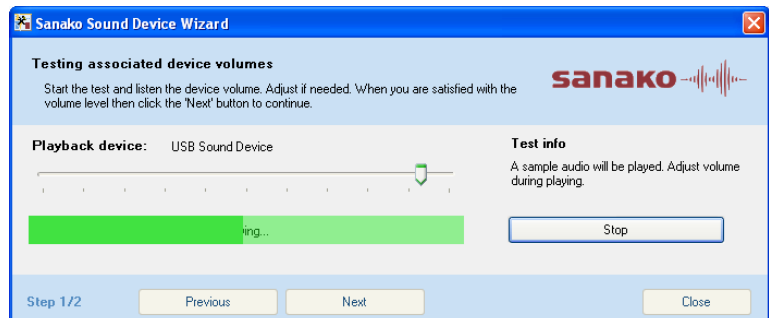 Sanako Sound Device Wizard
Testing associated device volumes
Start the test and listen the device volume. Adjust if needed. When you are satisfied with the
volume level then click the 'Next' button to continue.
sanako
Playback device: USB Sound Device
Test info
A sample audio will be played. Adjust volume
during playing.
ing...
Stop
Step 1/2
Previous
Next
Close